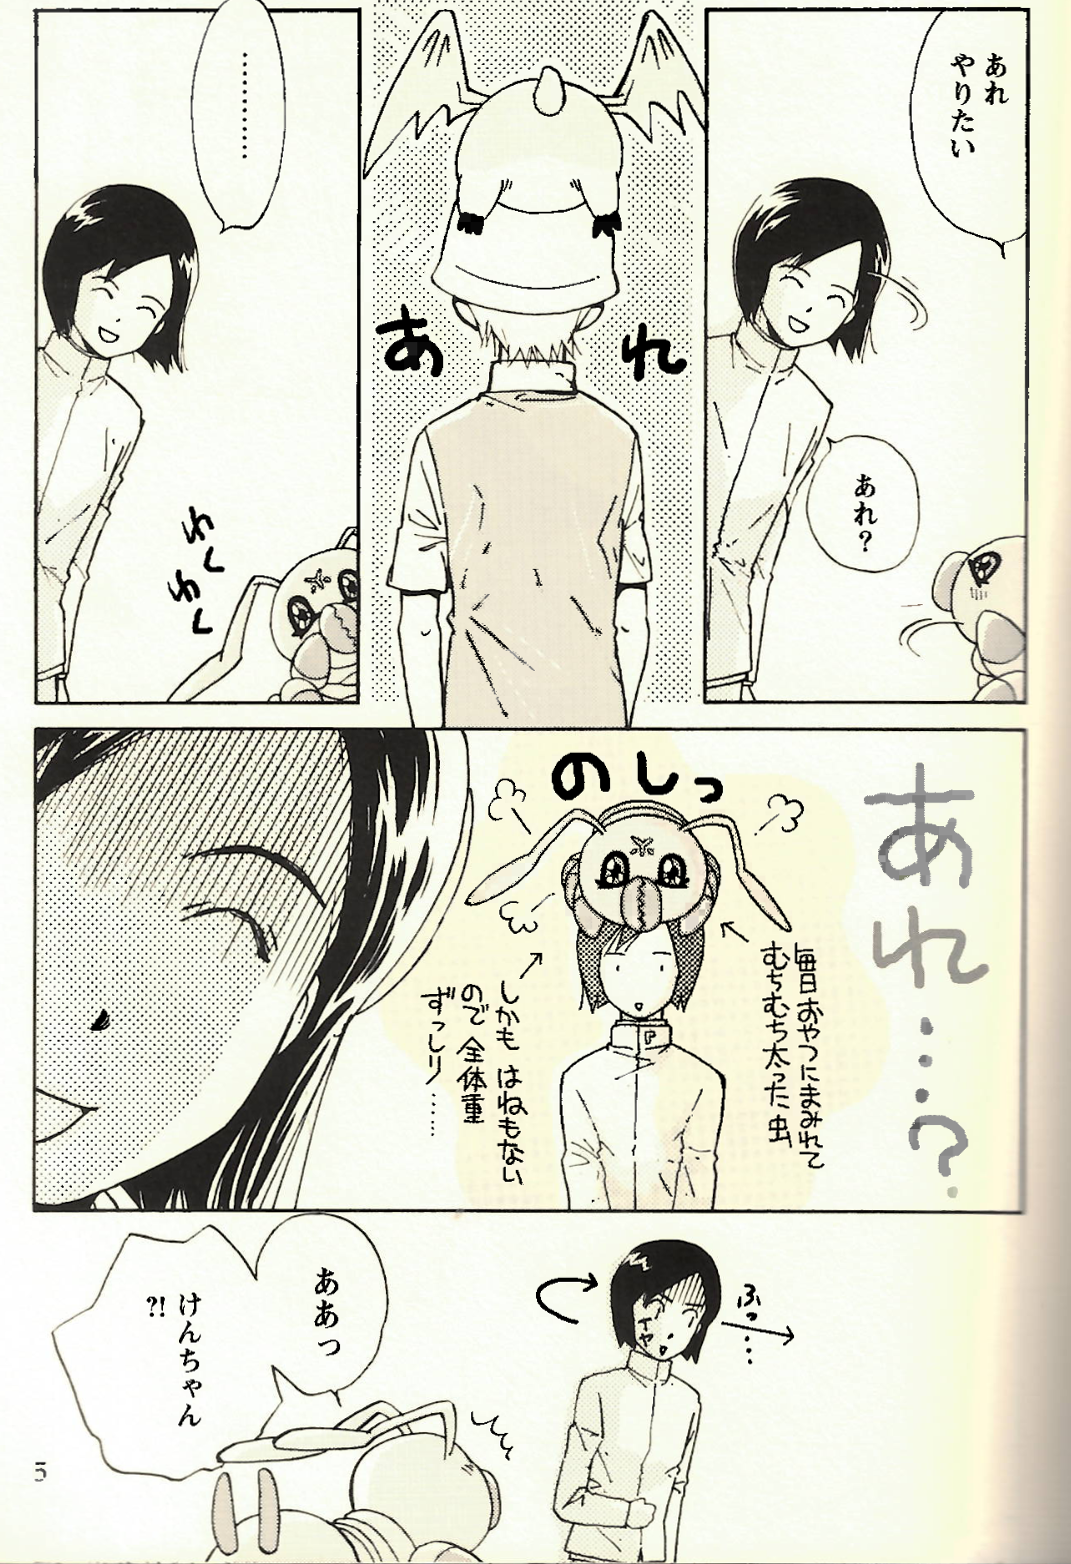 あれ
やりたい
あれ?
あれ
…………
わくわく
あれ…?
のしっ
毎日おやつにまみれて
むちむち太った虫
しかも はねもない
ので 全体重
ずっしり……
P
ふっ…
イヤ
ああっ
けんちゃん
?!
5